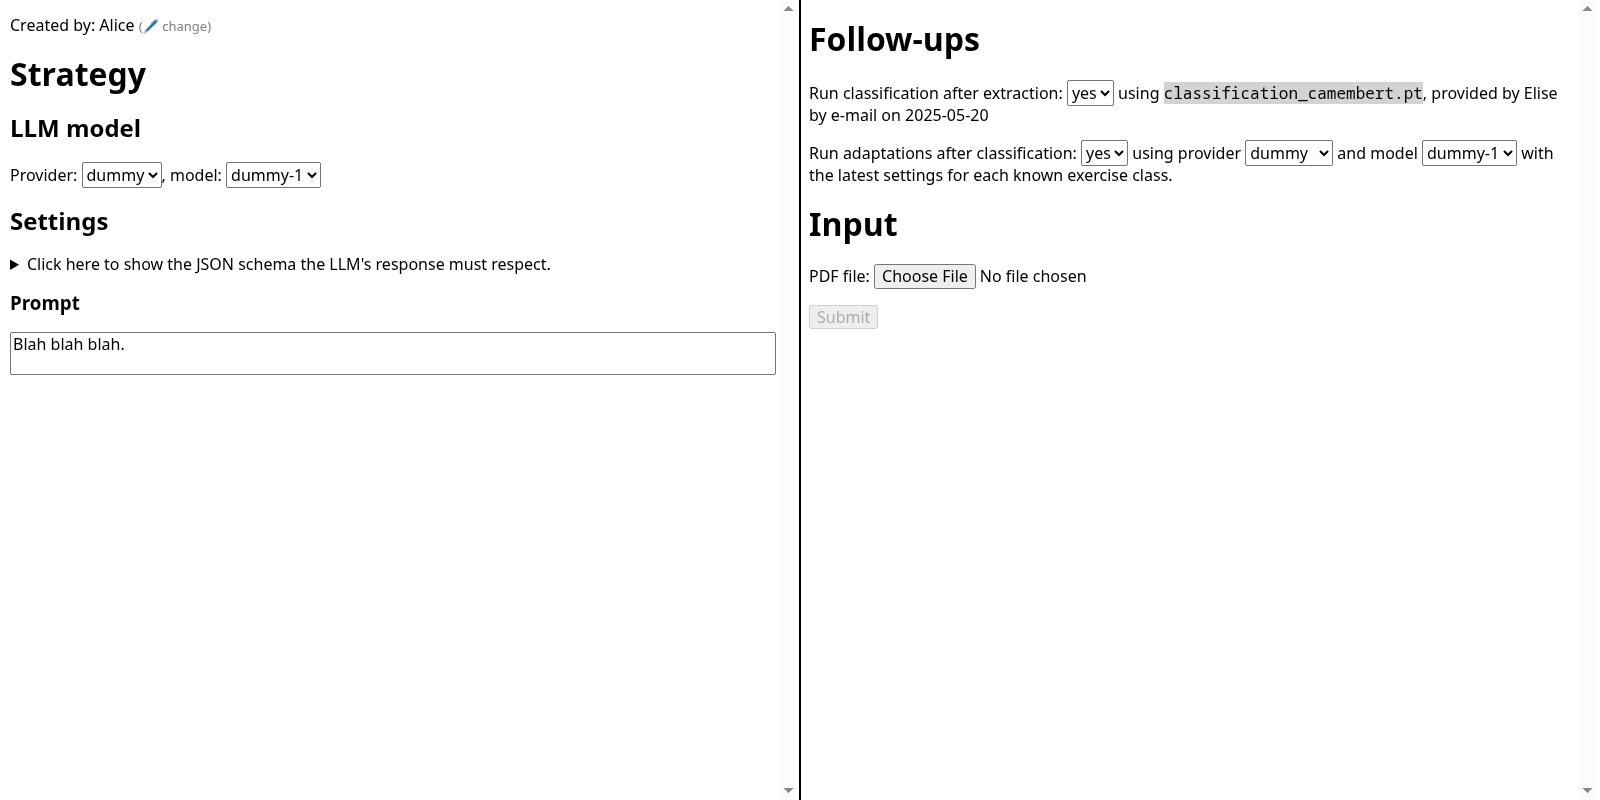 Created by: Alice (🖊️ change)
Strategy
LLM model
Provider: dummy, model: dummy-1
Settings
Click here to show the JSON schema the LLM's response must respect.
Prompt
Blah blah blah.
Follow-ups
Run classification after extraction: yes using classification_camembert.pt, provided by Elise
by e-mail on 2025-05-20
Run adaptations after classification: yes using provider dummy and model dummy-1 with
the latest settings for each known exercise class.
Input
PDF file: Choose File No file chosen
Submit